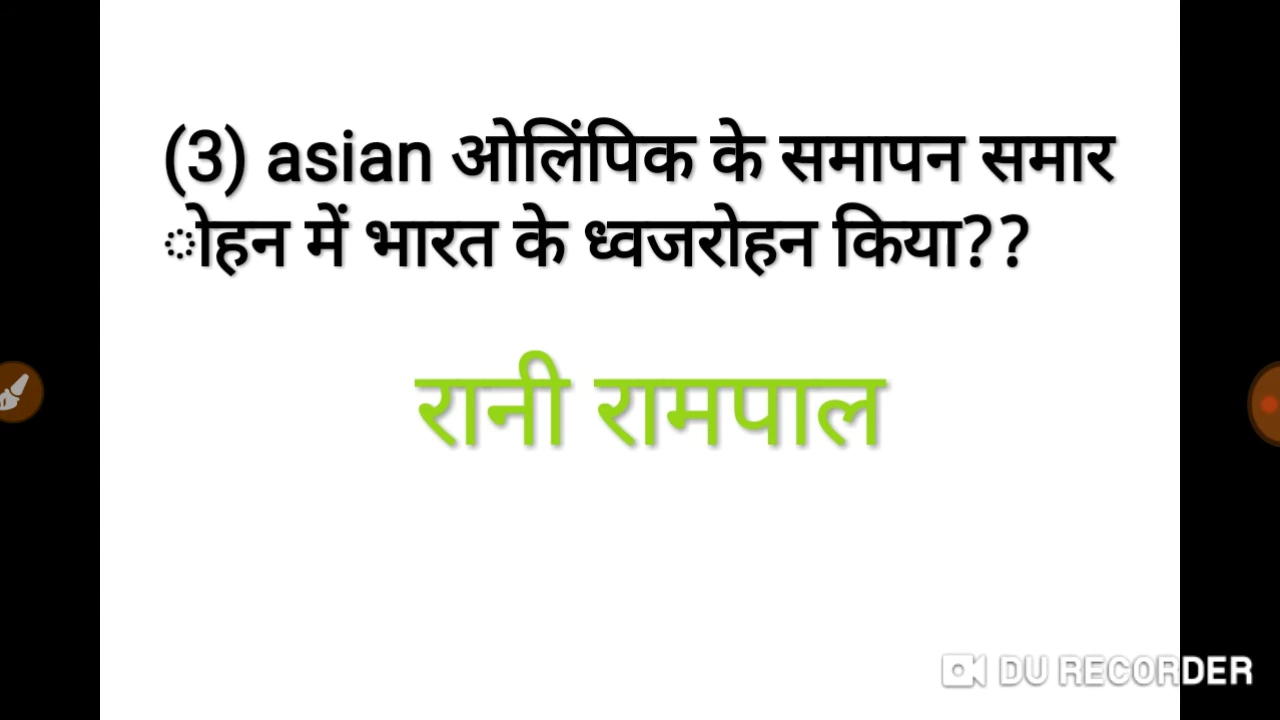 (3) asian ओलिंपिक के समापन समार
ोहन में भारत के ध्वजरोहन किया??
रानी रामपाल
DU RECORDER